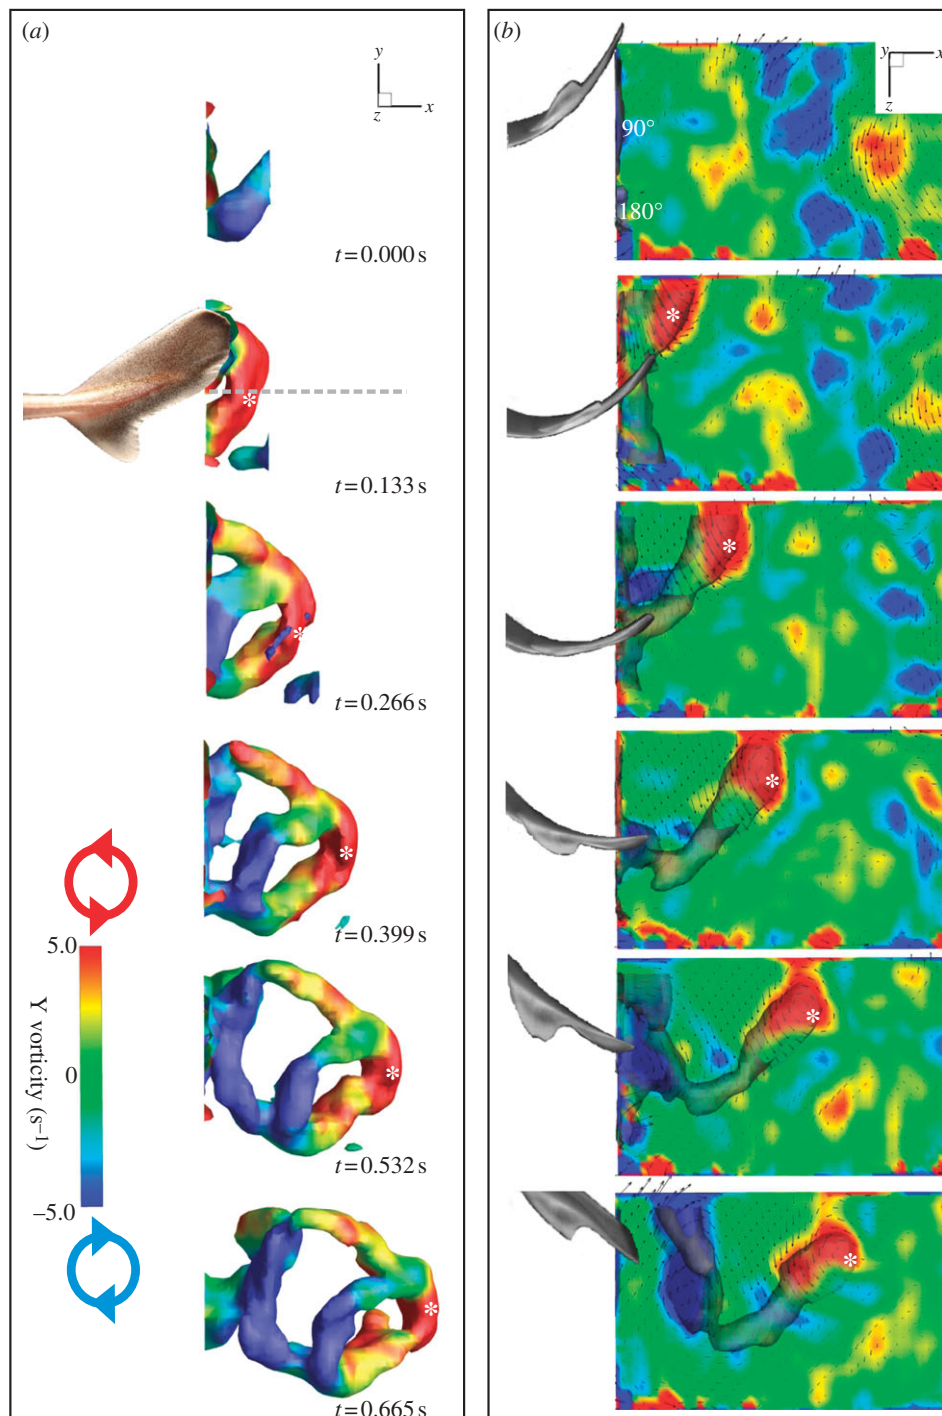 (a)
y
z
x
t=0.000 s
*
t=0.133 s
*
t=0.266 s
*
t=0.399 s
*
t=0.532 s
*
t=0.665 s
5.0
0
–5.0
Y vorticity (s⁻¹)
(b)
y
x
z
90°
180°
*
*
*
*
*